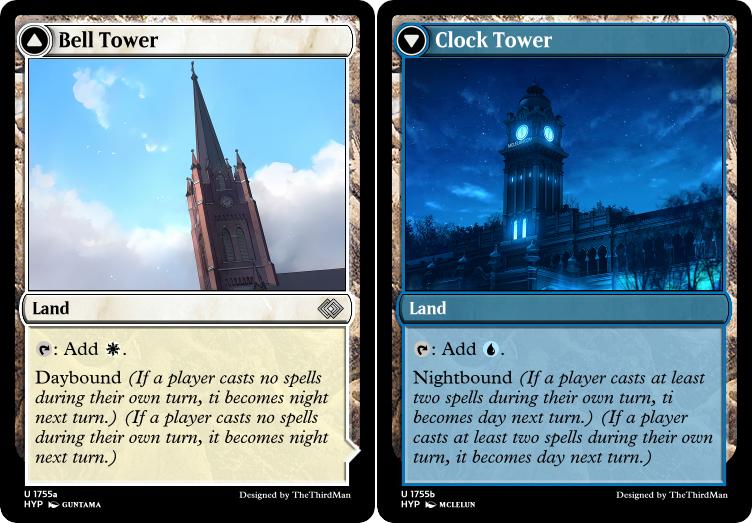 Bell Tower
Land
: Add .
Daybound (If a player casts no spells
during their own turn, ti becomes night
next turn.) (If a player casts no spells
during their own turn, it becomes night
next turn.)
U 1755a
HYP GUNTAMA
Designed by TheThirdMan
Clock Tower
MCLELUN
Land
: Add .
Nightbound (If a player casts at least
two spells during their own turn, ti
becomes day next turn.) (If a player
casts at least two spells during their own
turn, it becomes day next turn.)
U 1755b
HYP MCLELUN
Designed by TheThirdMan